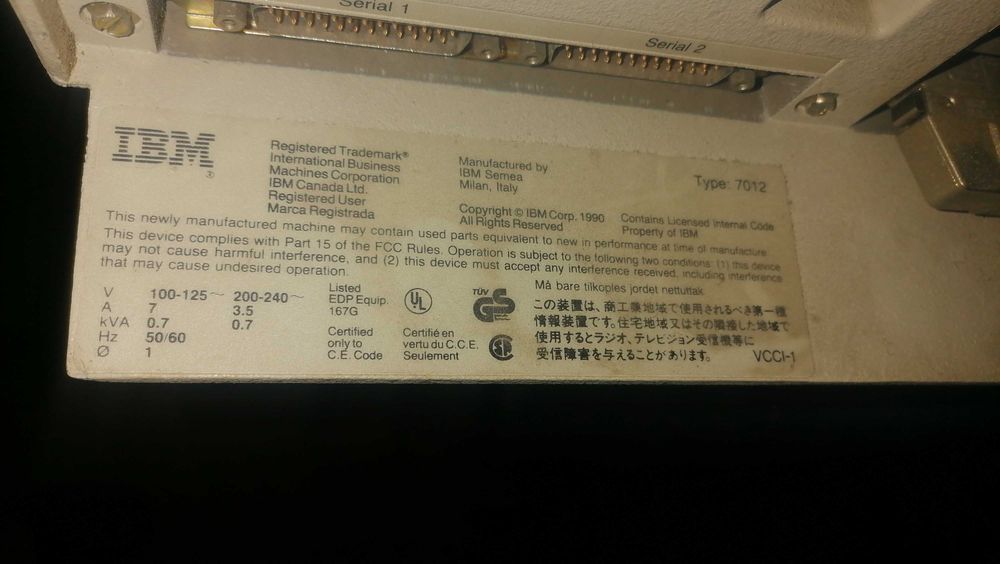 Serial 1
Serial 2
IBM
®
Registered Trademark®
International Business
Machines Corporation
IBM Canada Ltd.
Registered User
Marca Registrada
Manufactured by
IBM Semea
Milan, Italy
Copyright © IBM Corp. 1990
All Rights Reserved
Type: 7012
Contains Licensed Internal Code
Property of IBM
This newly manufactured machine may contain used parts equivalent to new in performance at time of manufacture
This device complies with Part 15 of the FCC Rules. Operation is subject to the following two conditions: (1) this device
may not cause harmful interference, and (2) this device must accept any interference received, including interference
that may cause undesired operation.
V 100-125~ 200-240~
A 7 3.5
kVA 0.7 0.7
Hz 50/60
Ø 1
Listed
EDP Equip.
167G
UL
Certified
only to
C.E. Code
Certifié en
vertu du C.C.E.
Seulement
TÜV
GS
Må bare tilkoples jordet nettuttak
この装置は、商工業地域で使用されるべき第一種
情報装置です。住宅地域又はその隣接した地域で
使用するとラジオ、テレビジョン受信機等に
受信障害を与えることがあります。
VCCI-1